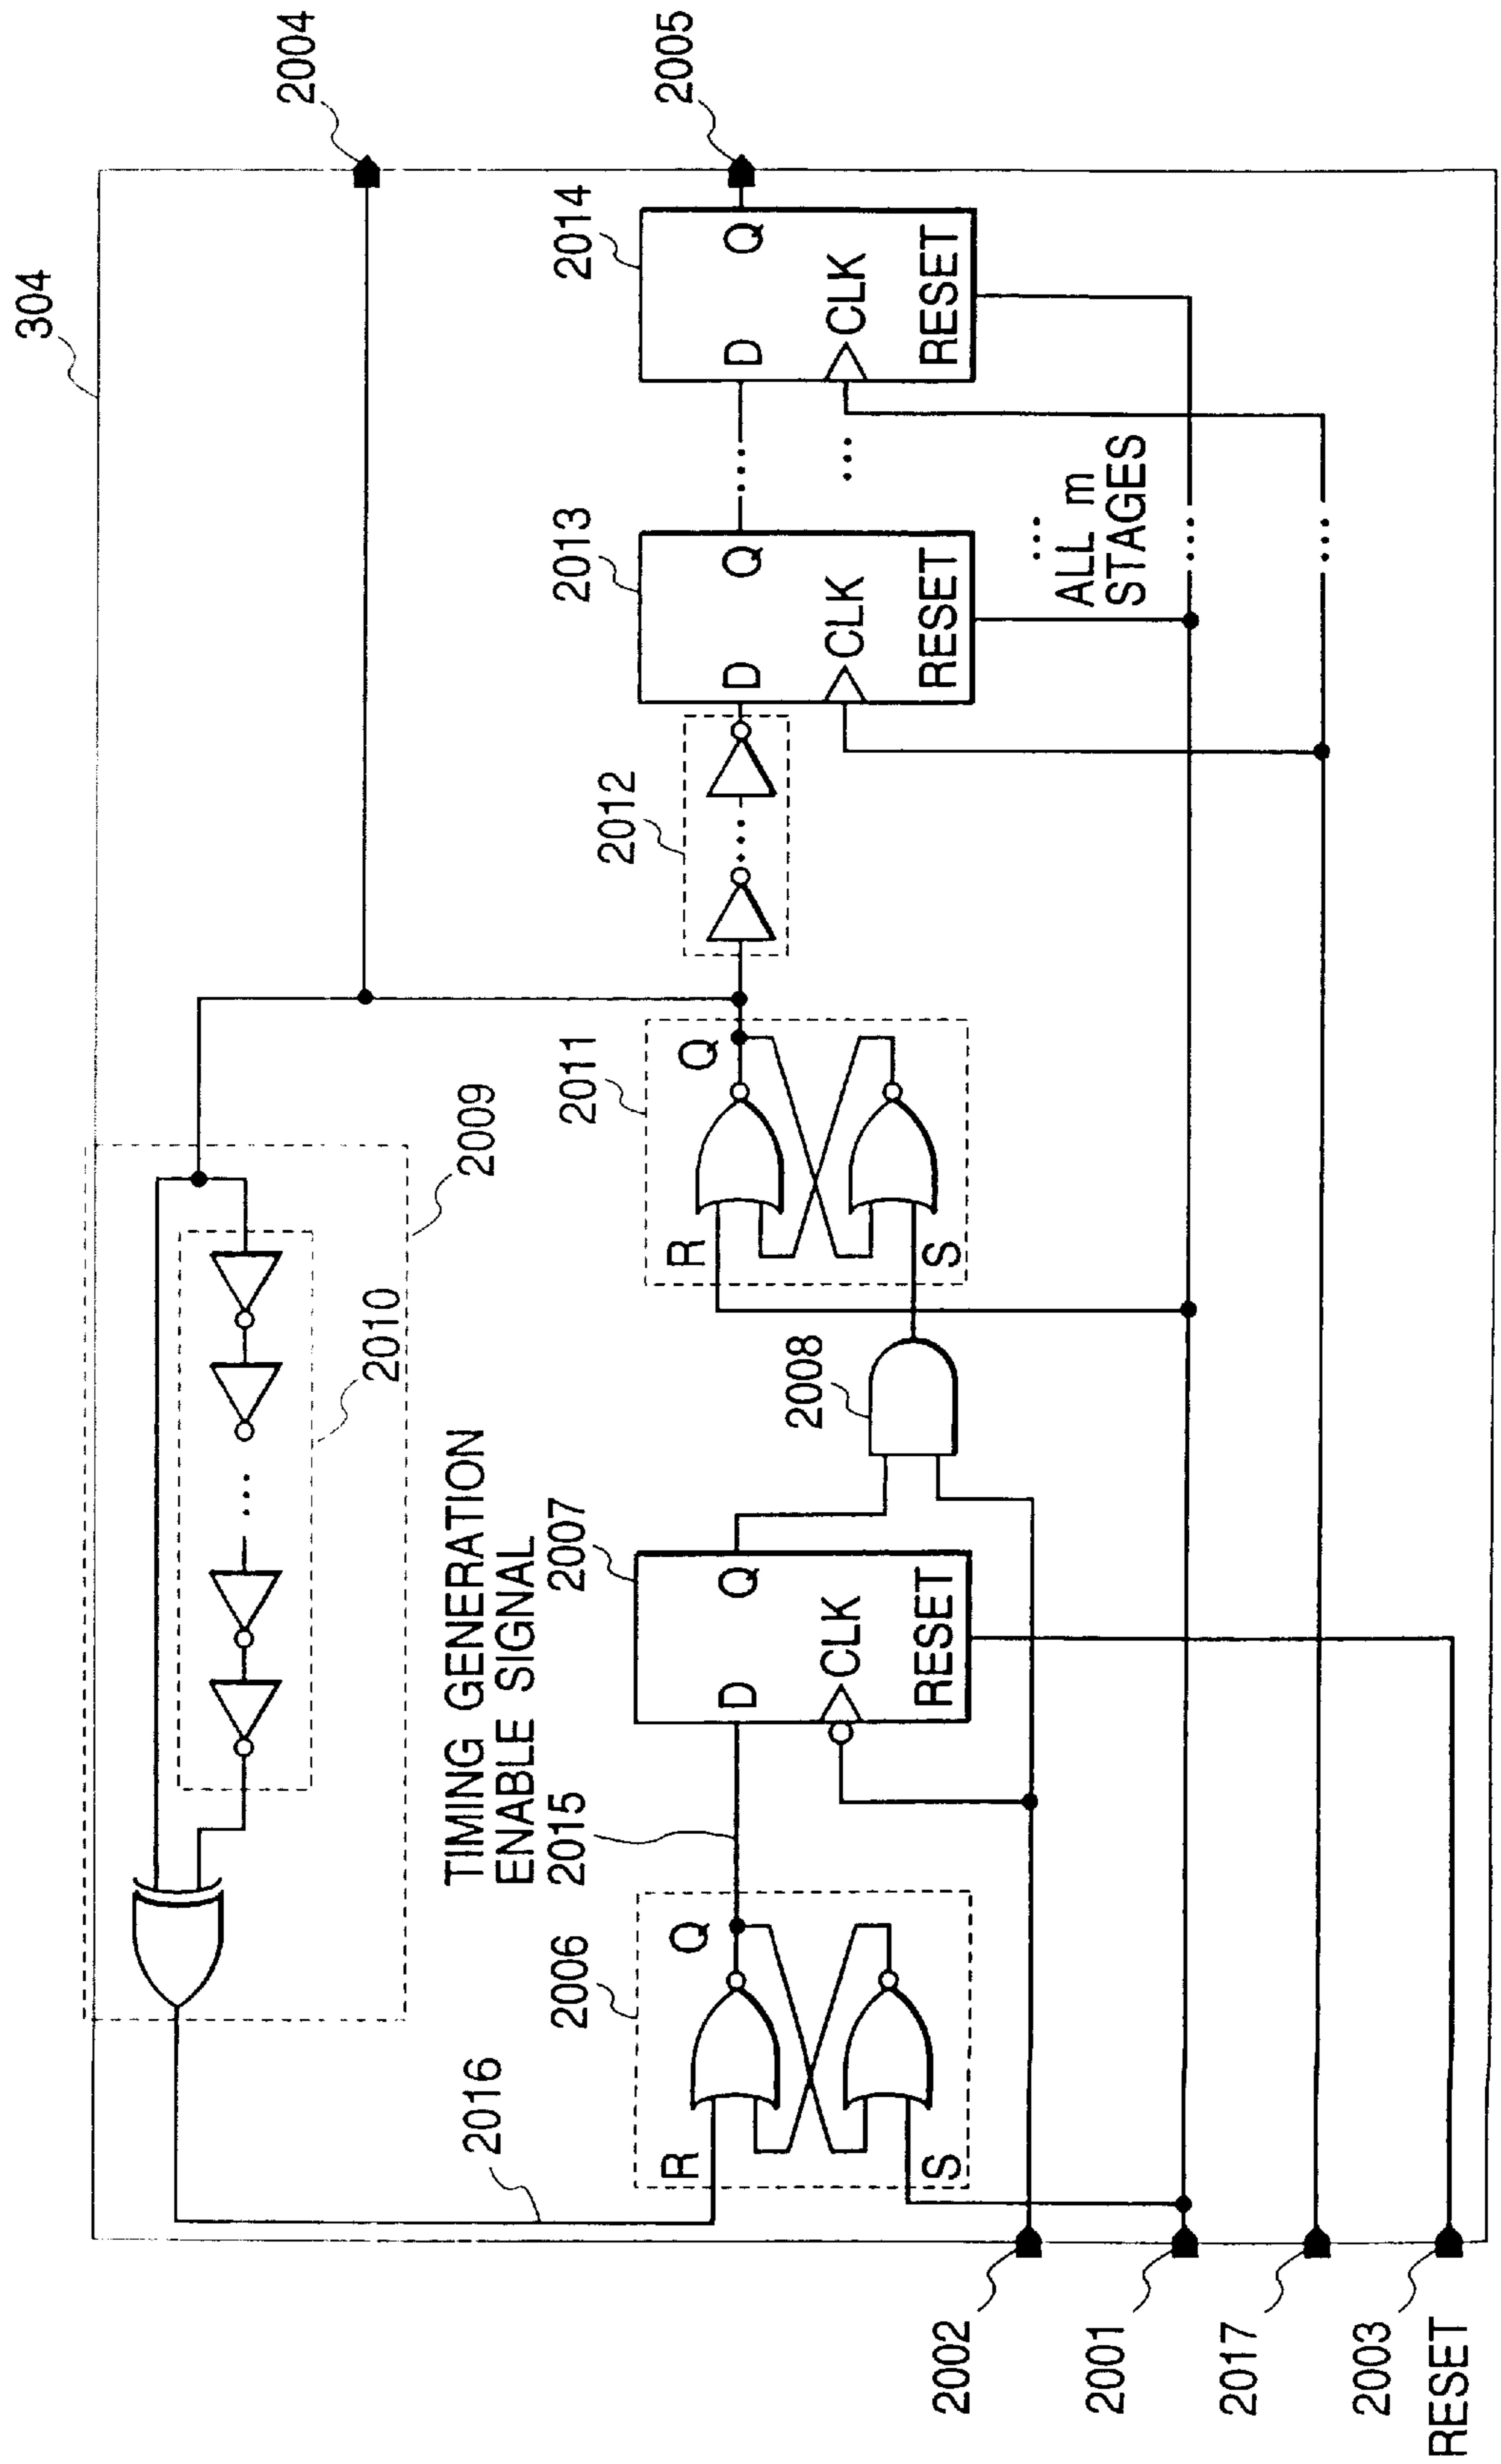 304
2004
2005
2009
2010
2016
TIMING GENERATION
ENABLE SIGNAL
2015
2006
R
S
Q
2007
D
Q
CLK
RESET
2008
2011
R
S
Q
2012
2013
D
Q
CLK
RESET
2014
D
Q
CLK
RESET
ALL m
STAGES
2002
2001
2017
2003
RESET